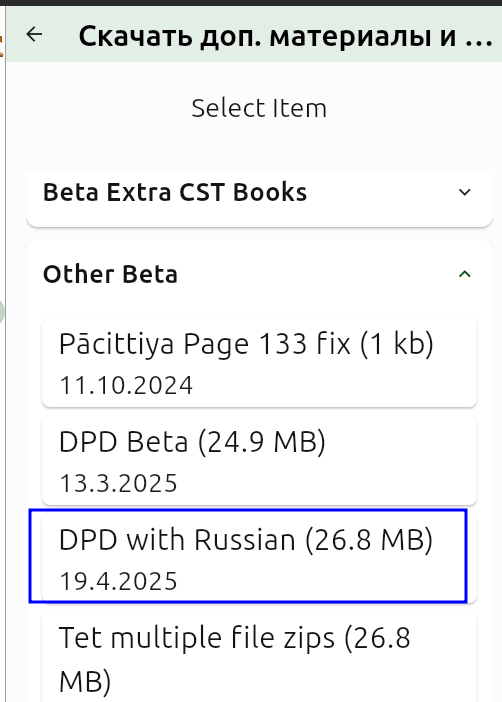 Скачать доп. материалы и ...
Select Item
Beta Extra CST Books
Other Beta
Pācittiya Page 133 fix (1 kb)
11.10.2024
DPD Beta (24.9 MB)
13.3.2025
DPD with Russian (26.8 MB)
19.4.2025
Tet multiple file zips (26.8
MB)